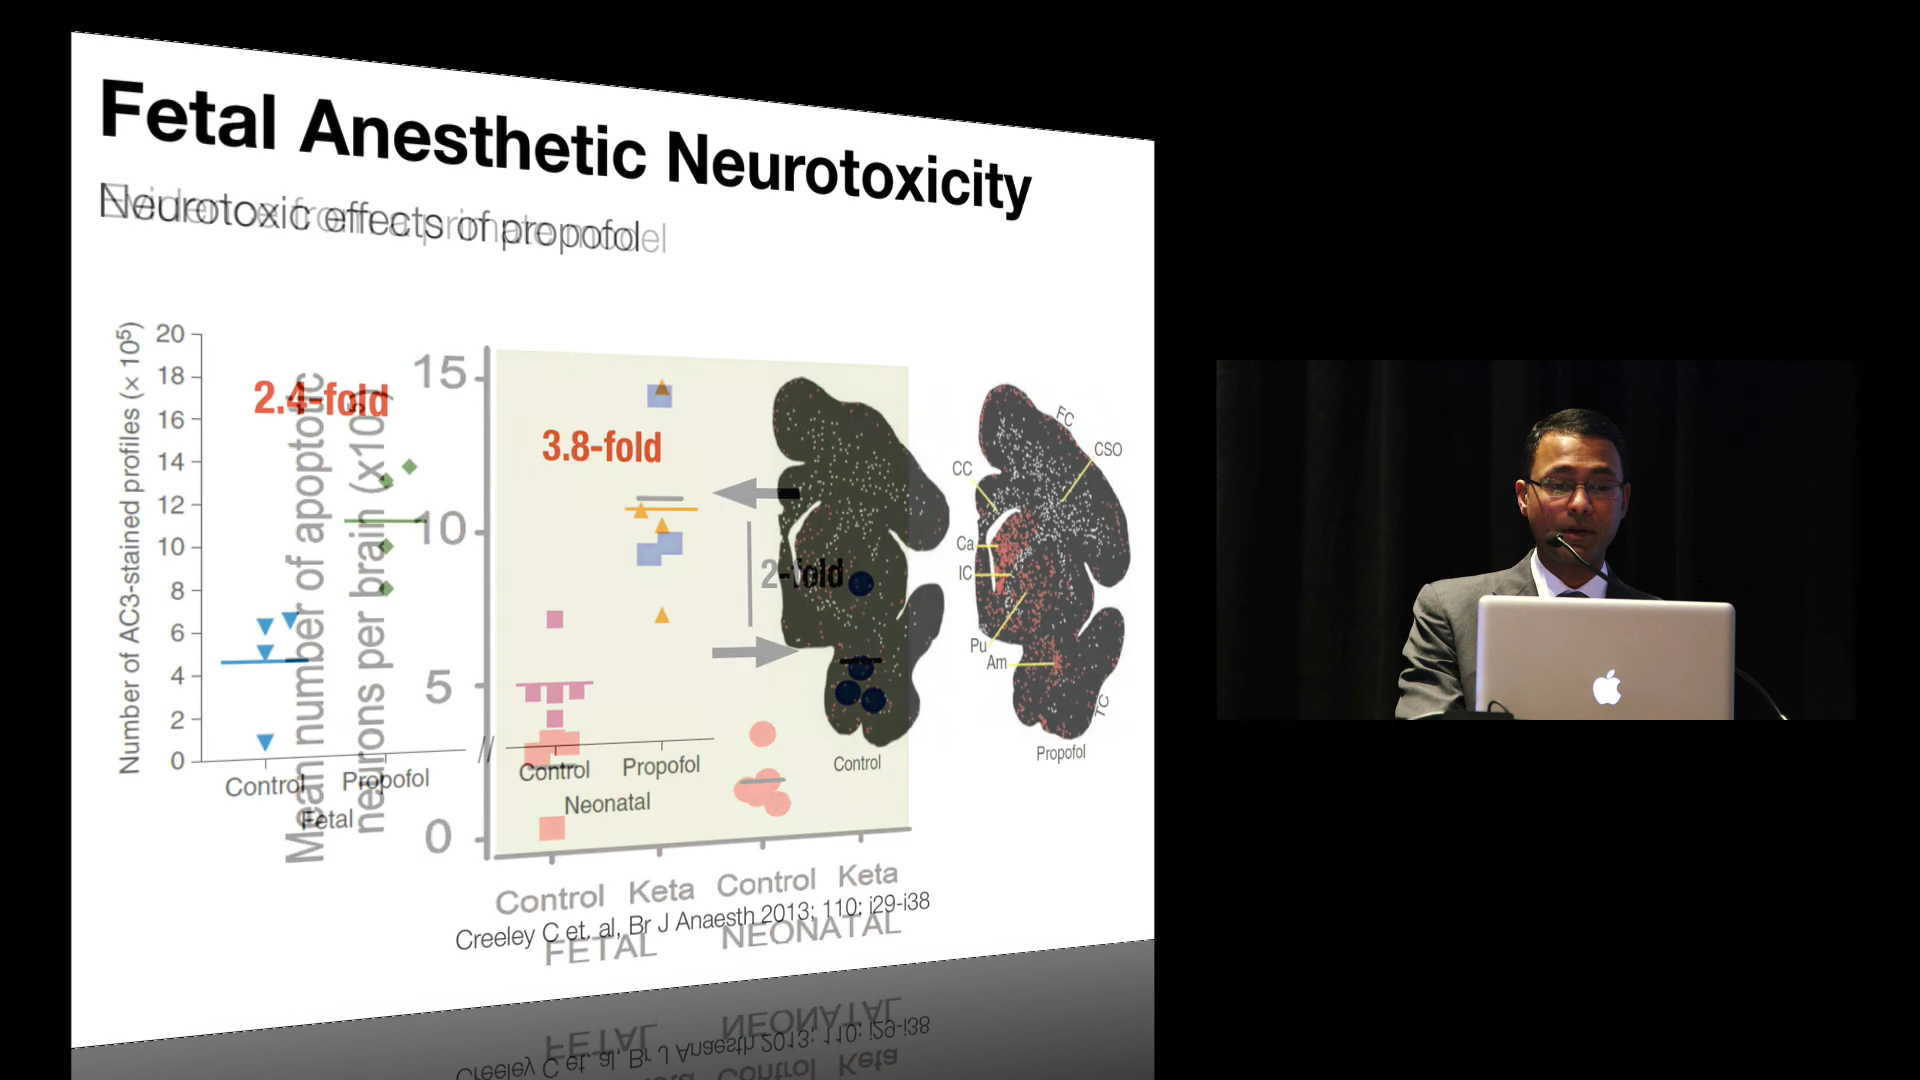 Fetal Anesthetic Neurotoxicity
Neurotoxic effects of propofol
Number of AC3-stained profiles (× 10⁵)
20
18
16
14
12
10
8
6
4
2
0
2.4-fold
Control
Propofol
Fetal
Mean number of apoptotic
neurons per brain (x10⁵)
15
10
5
0
3.8-fold
2-fold
Control
Propofol
Neonatal
Control
Keta
Control
Keta
FETAL
NEONATAL
FC
CSO
CC
Ca
IC
Pu
Am
TC
Control
Propofol
Creeley C et. al, Br J Anaesth 2013; 110: i29-i38